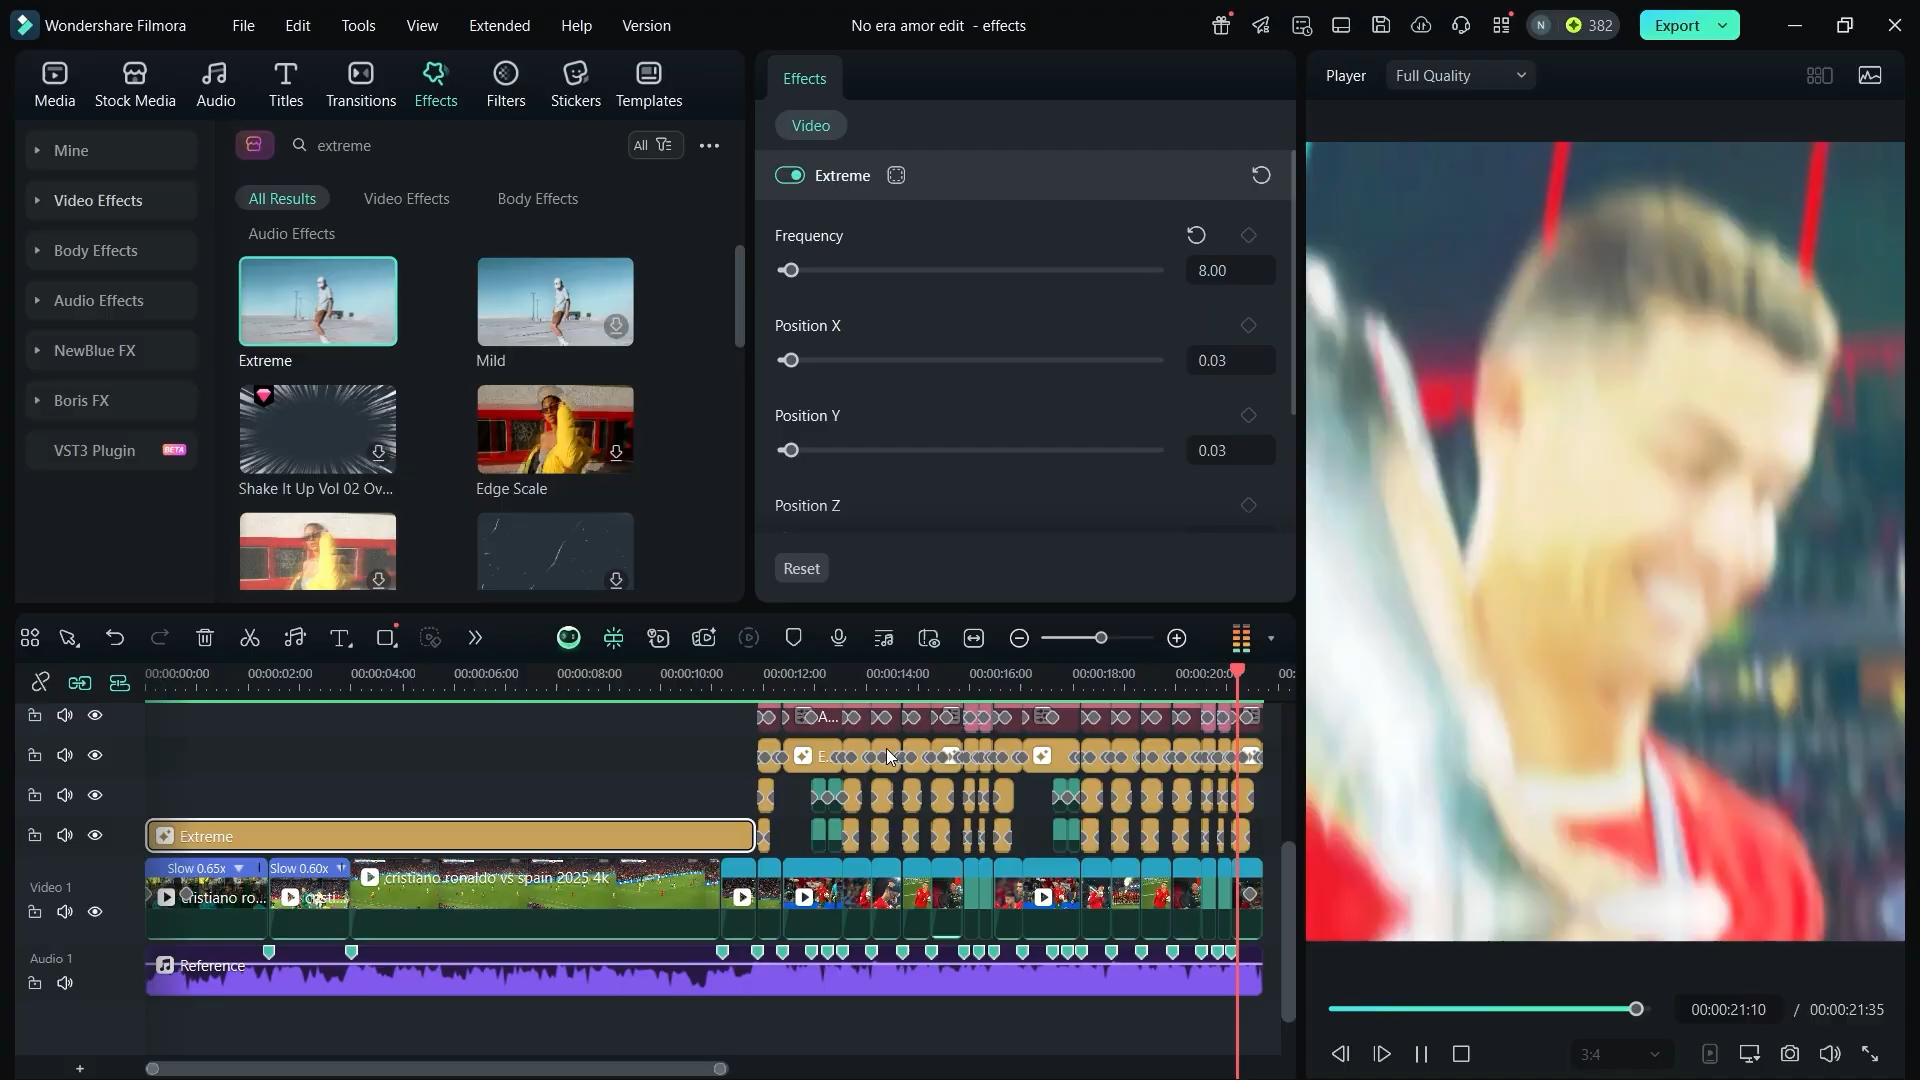 Wondershare Filmora
File
Edit
Tools
View
Extended
Help
Version
No era amor edit - effects
N
382
Export
Media
Stock Media
Audio
Titles
Transitions
Effects
Filters
Stickers
Templates
Mine
Video Effects
Body Effects
Audio Effects
NewBlue FX
Boris FX
VST3 Plugin
BETA
extreme
All
All Results
Video Effects
Body Effects
Audio Effects
Extreme
Mild
Shake It Up Vol 02 Ov...
Edge Scale
Effects
Video
Extreme
Frequency
8.00
Position X
0.03
Position Y
0.03
Position Z
Reset
Player
Full Quality
00:00:21:10 / 00:00:21:35
3:4
00:00:00:00
00:00:02:00
00:00:04:00
00:00:06:00
00:00:08:00
00:00:10:00
00:00:12:00
00:00:14:00
00:00:16:00
00:00:18:00
00:00:20:0
00:
A...
E..
Extreme
Slow 0.65x
Slow 0.60x
cristiano ro...
cristiano ronaldo vs spain 2025 4k
Video 1
Audio 1
Reference